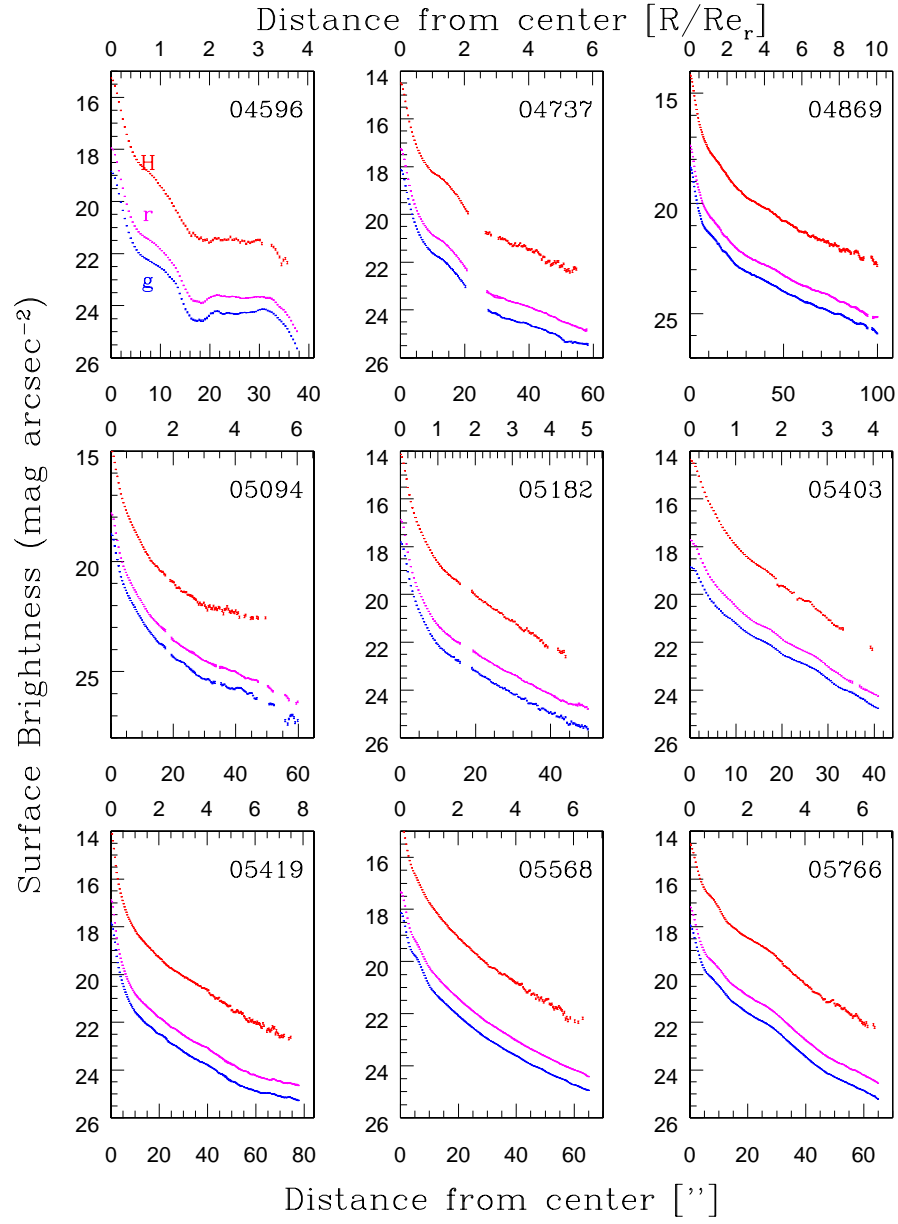 Distance from center [R/Re_r]
0 1 2 3 4
0 2 4 6
0 2 4 6 8 10
14
16
18
20
22
24
26
04596
H
r
g
14
16
18
20
22
24
26
04737
15
20
25
04869
0 10 20 30 40
0 20 40 60
0 50 100
0 2 4 6
0 1 2 3 4 5
0 1 2 3 4
Surface Brightness (mag arcsec⁻²)
15
20
25
05094
14
16
18
20
22
24
26
05182
14
16
18
20
22
24
26
05403
0 20 40 60
0 20 40
0 10 20 30 40
0 2 4 6 8
0 2 4 6
0 2 4 6
14
16
18
20
22
24
26
05419
16
18
20
22
24
26
05568
14
16
18
20
22
24
26
05766
0 20 40 60 80
0 20 40 60
0 20 40 60
Distance from center [”]